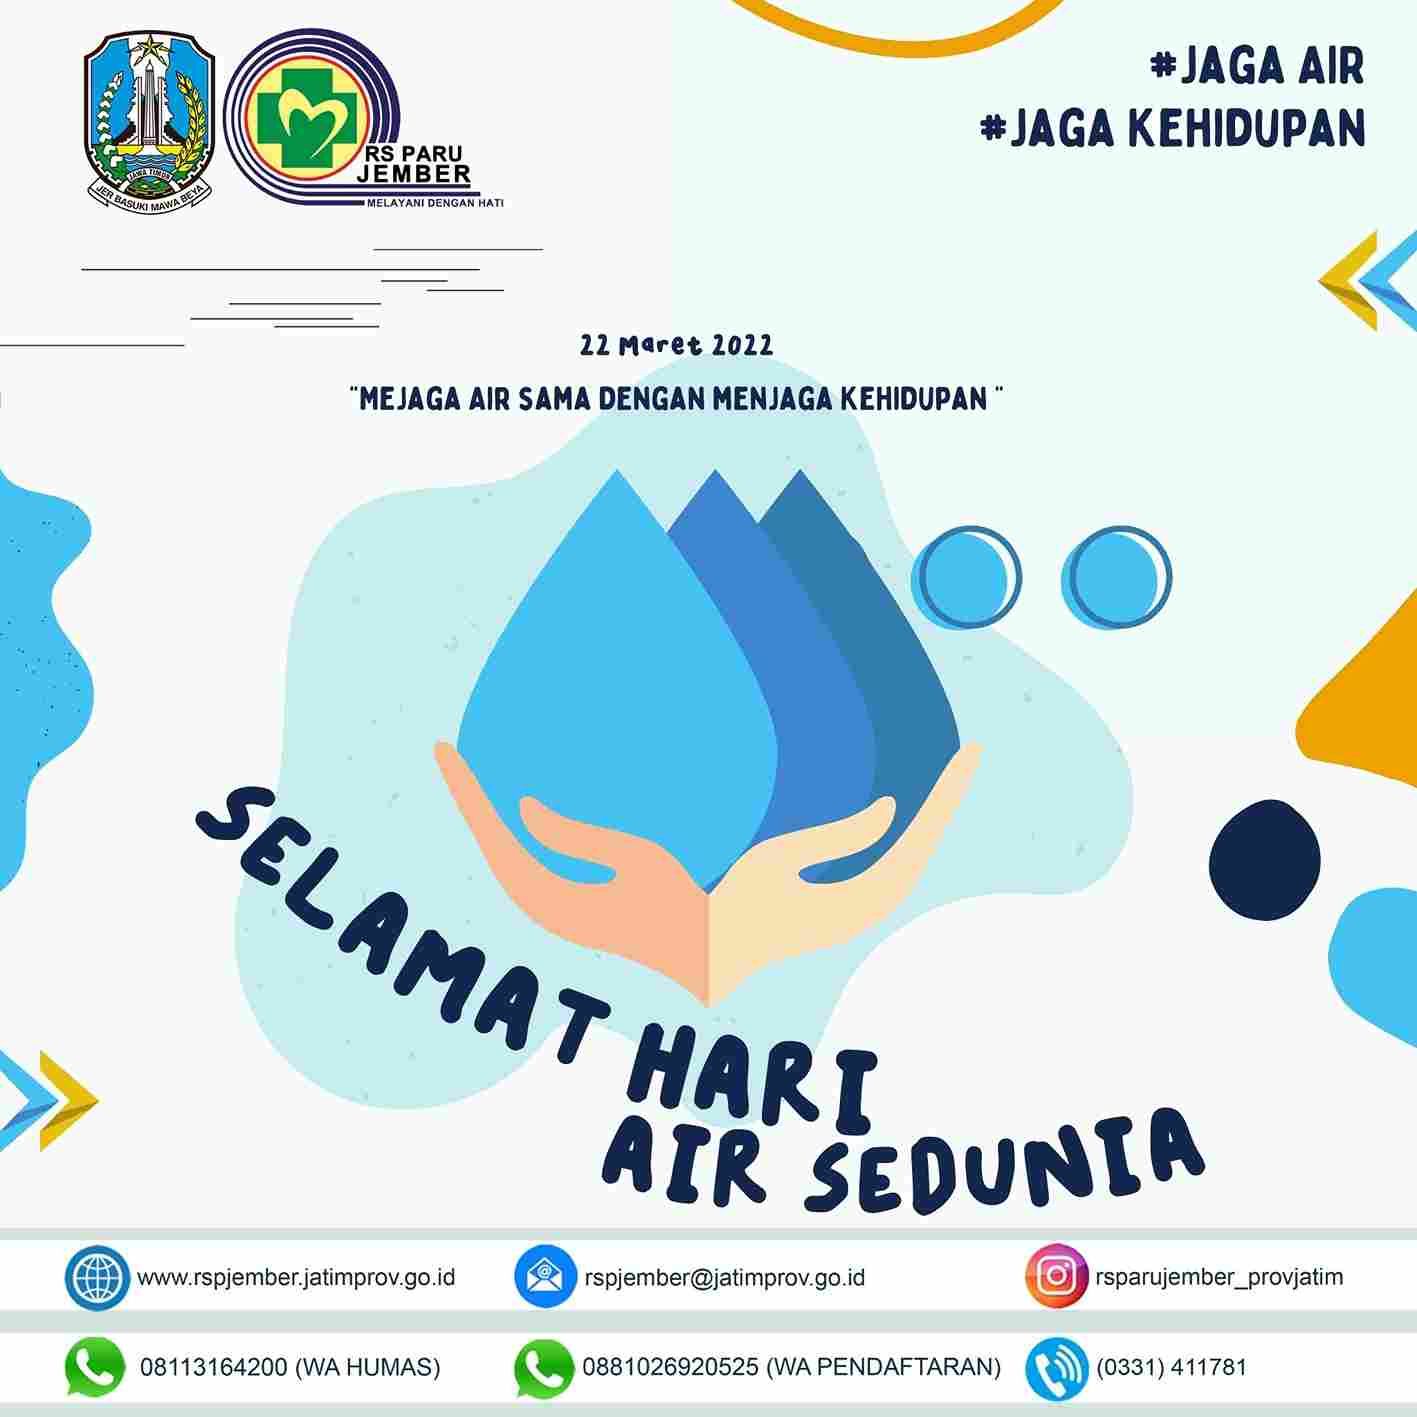 JAWA TIMUR
JER BASUKI MAWA BEYA
RS PARU
JEMBER
MELAYANI DENGAN HATI
#JAGA AIR
#JAGA KEHIDUPAN
22 Maret 2022
"MEJAGA AIR SAMA DENGAN MENJAGA KEHIDUPAN "
SELAMAT HARI
AIR SEDUNIA
www.rspjember.jatimprov.go.id
rspjember@jatimprov.go.id
rsparujember_provjatim
08113164200 (WA HUMAS)
0881026920525 (WA PENDAFTARAN)
(0331) 411781